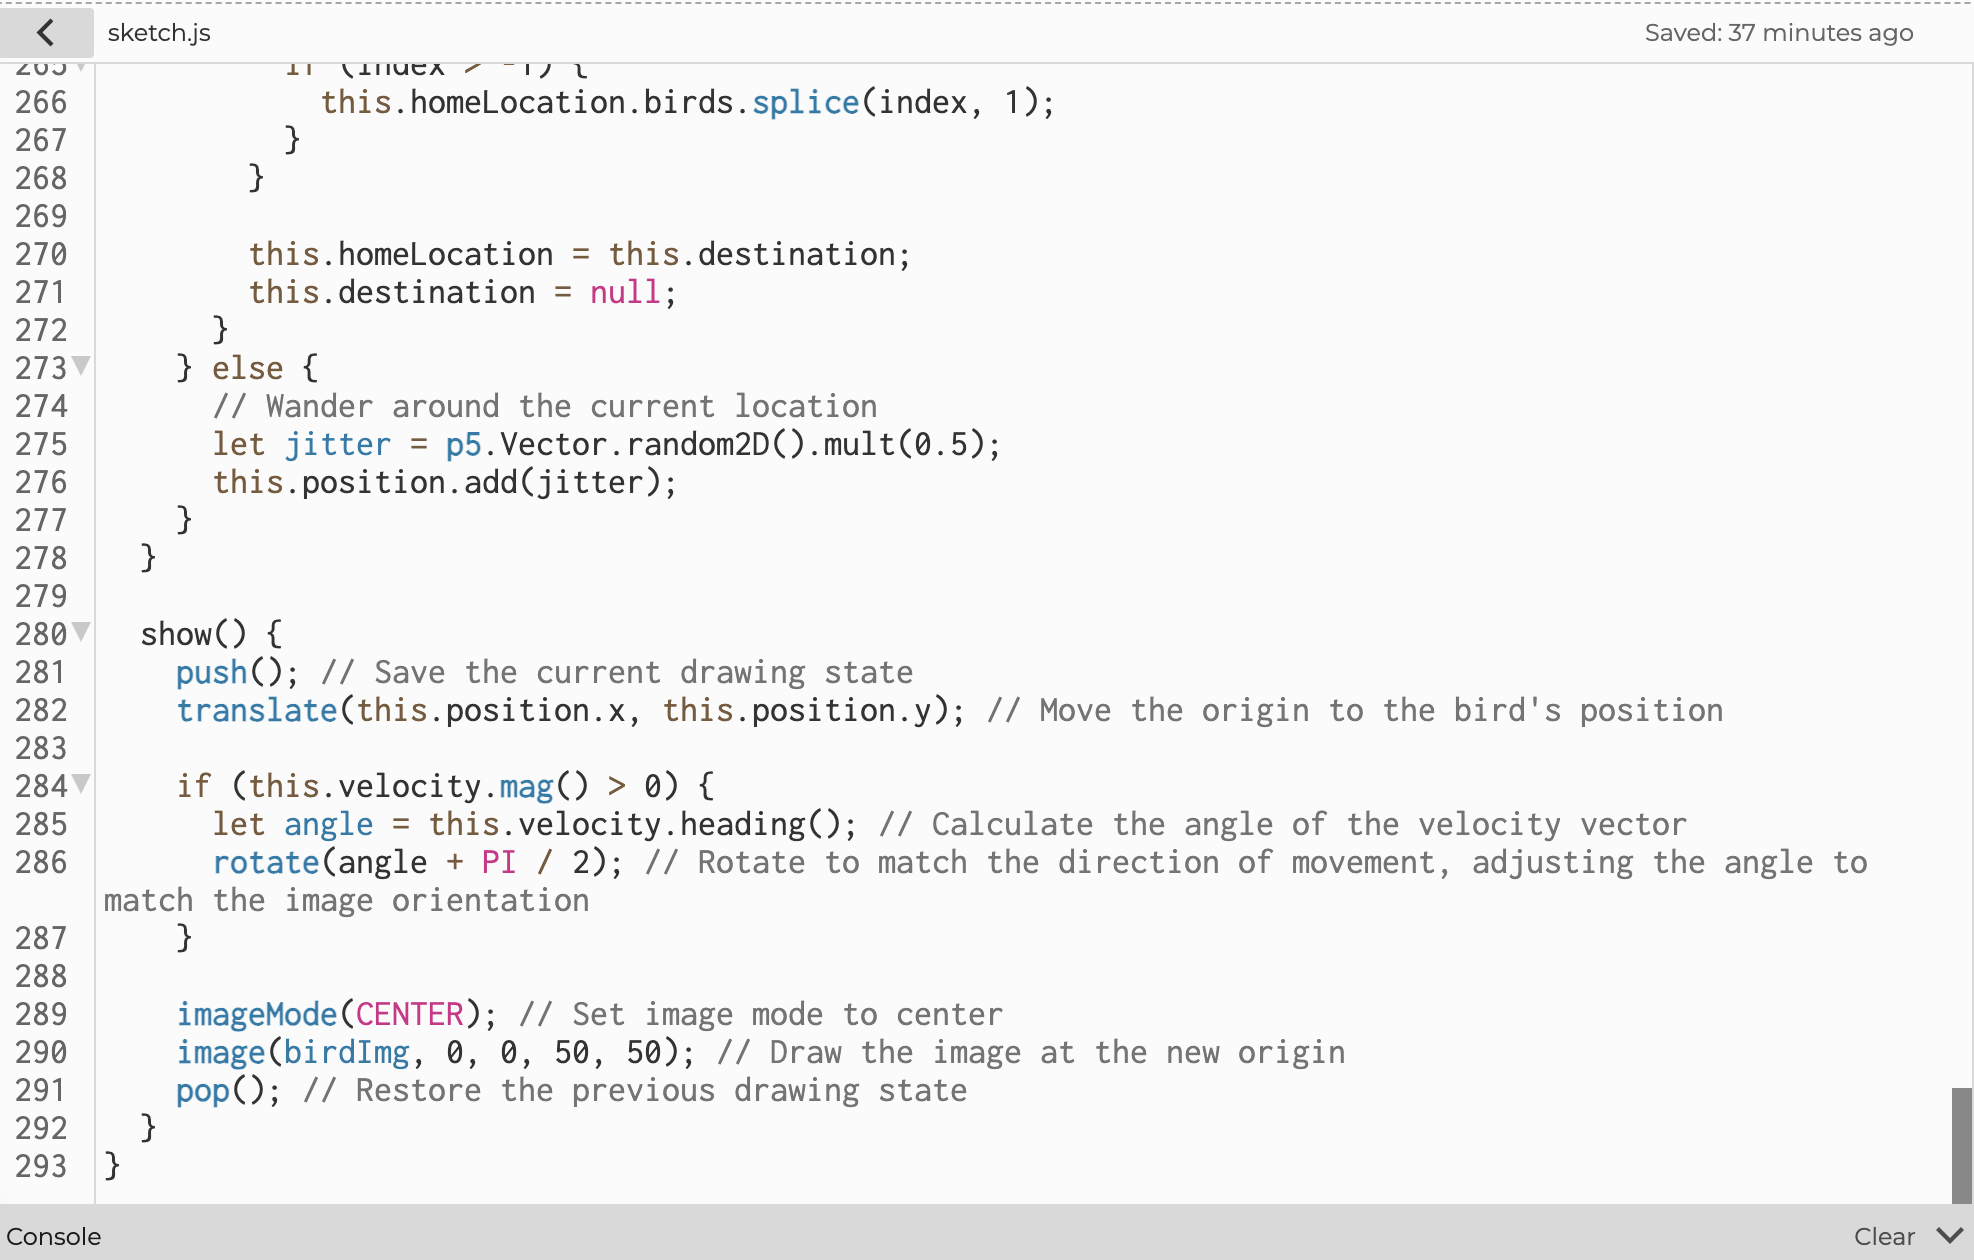 sketch.js
Saved: 37 minutes ago
265 if (index > -1) {
266 this.homeLocation.birds.splice(index, 1);
267 }
268 }
269
270 this.homeLocation = this.destination;
271 this.destination = null;
272 }
273 } else {
274 // Wander around the current location
275 let jitter = p5.Vector.random2D().mult(0.5);
276 this.position.add(jitter);
277 }
278 }
279
280 show() {
281 push(); // Save the current drawing state
282 translate(this.position.x, this.position.y); // Move the origin to the bird's position
283
284 if (this.velocity.mag() > 0) {
285 let angle = this.velocity.heading(); // Calculate the angle of the velocity vector
286 rotate(angle + PI / 2); // Rotate to match the direction of movement, adjusting the angle to
match the image orientation
287 }
288
289 imageMode(CENTER); // Set image mode to center
290 image(birdImg, 0, 0, 50, 50); // Draw the image at the new origin
291 pop(); // Restore the previous drawing state
292 }
293 }
Console
Clear